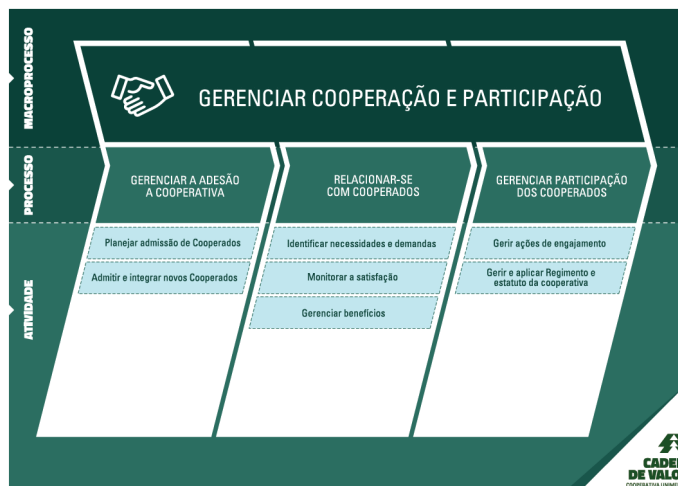 MACROPROCESSO
GERENCIAR COOPERAÇÃO E PARTICIPAÇÃO
PROCESSO
GERENCIAR A ADESÃO
A COOPERATIVA
RELACIONAR-SE
COM COOPERADOS
GERENCIAR PARTICIPAÇÃO
DOS COOPERADOS
ATIVIDADE
Planejar admissão de Cooperados
Admitir e integrar novos Cooperados
Identificar necessidades e demandas
Monitorar a satisfação
Gerenciar benefícios
Gerir ações de engajamento
Gerir e aplicar Regimento e
estatuto da cooperativa
DE
COOPERATIVA